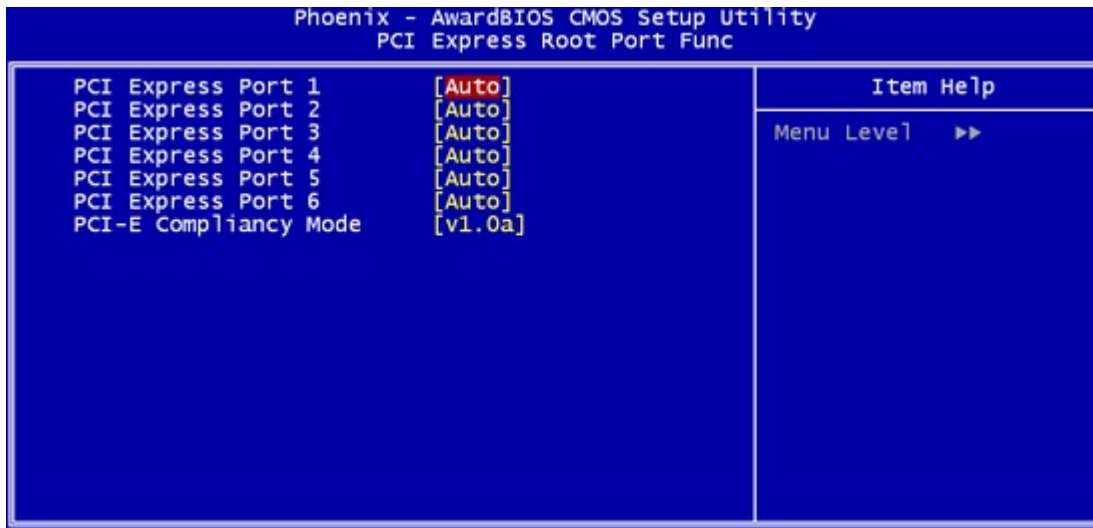 Phoenix - AwardBIOS CMOS Setup Utility
PCI Express Root Port Func
PCI Express Port 1 [Auto]
PCI Express Port 2 [Auto]
PCI Express Port 3 [Auto]
PCI Express Port 4 [Auto]
PCI Express Port 5 [Auto]
PCI Express Port 6 [Auto]
PCI-E Compliancy Mode [v1.0a]
Item Help
Menu Level ▶▶